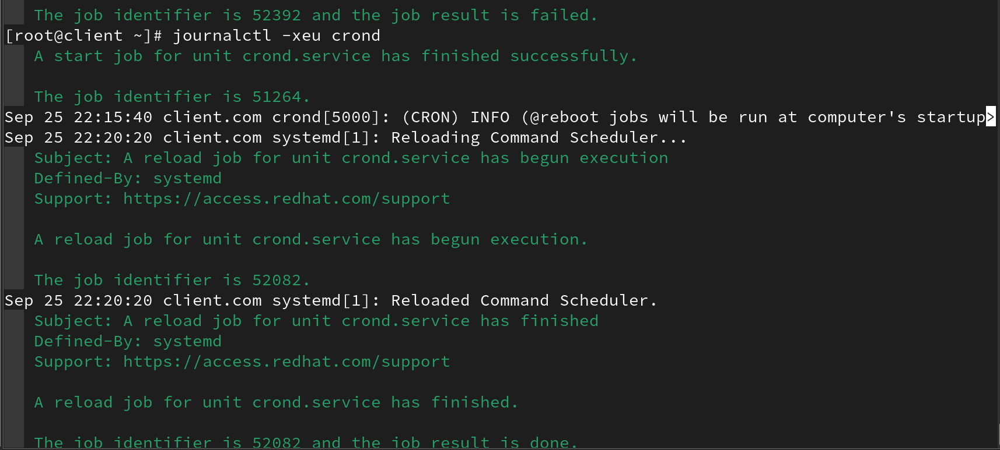 The job identifier is 52392 and the job result is failed.
[root@client ~]# journalctl -xeu crond
A start job for unit crond.service has finished successfully.
The job identifier is 51264.
Sep 25 22:15:40 client.com crond[5000]: (CRON) INFO (@reboot jobs will be run at computer's startup>
Sep 25 22:20:20 client.com systemd[1]: Reloading Command Scheduler...
Subject: A reload job for unit crond.service has begun execution
Defined-By: systemd
Support: https://access.redhat.com/support
A reload job for unit crond.service has begun execution.
The job identifier is 52082.
Sep 25 22:20:20 client.com systemd[1]: Reloaded Command Scheduler.
Subject: A reload job for unit crond.service has finished
Defined-By: systemd
Support: https://access.redhat.com/support
A reload job for unit crond.service has finished.
The job identifier is 52082 and the job result is done.